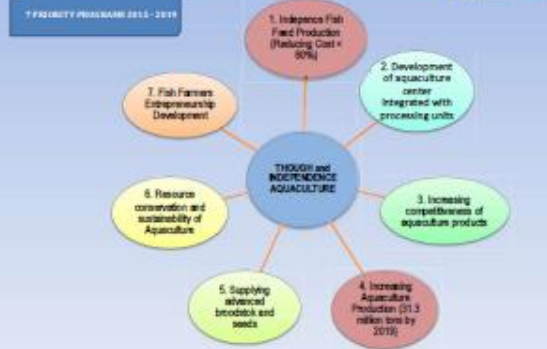 7 PRIORITY PROGRAMS 2015 - 2019
1. Indepence Fish
Feed Production
(Reducing Cost <
60%)
2. Development
of aquaculture
center
Integrated with
processing units
7. Fish Farmers
Entrepreneurship
Development
THOUGH and
INDEPENDENCE
AQUACULTURE
3. Increasing
competitiveness of
aquaculture products
6. Resource
conservation and
sustainability of
Aquaculture
5. Supplying
advanced
broodstok and
seeds
4. Increasing
Aquaculture
Production (31.3
million tons by
2019)